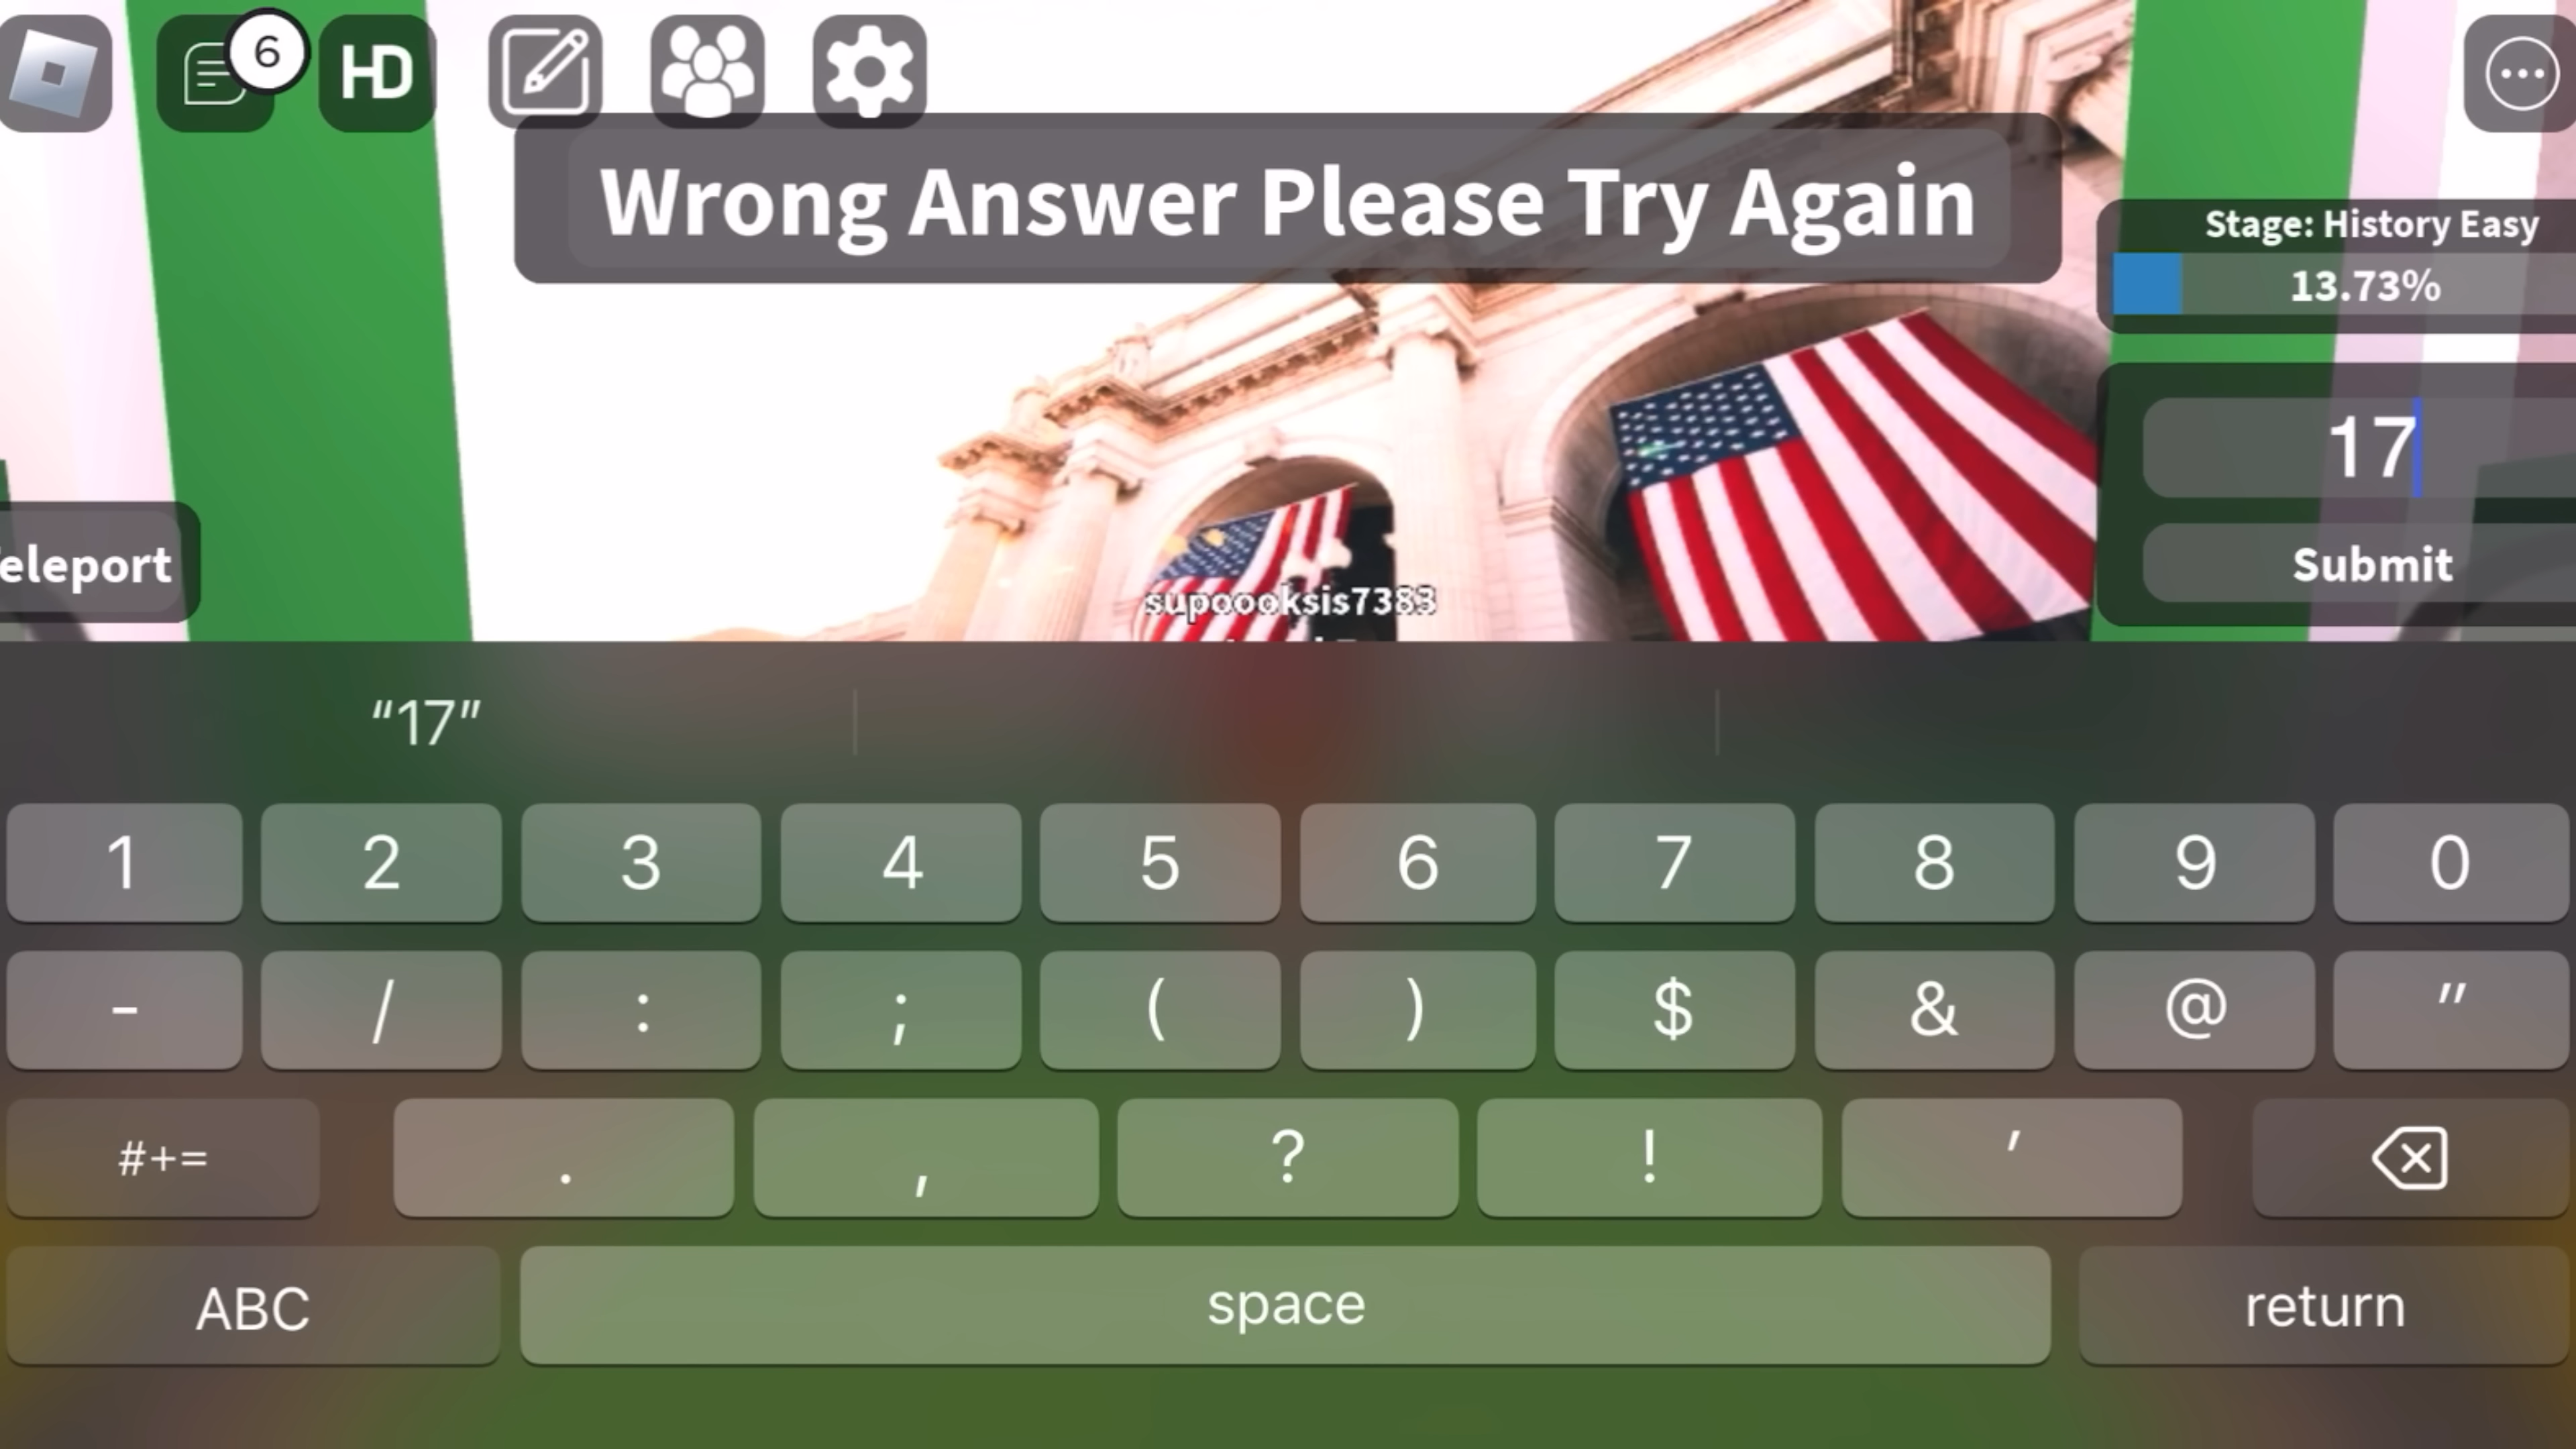 6
HD
Wrong Answer Please Try Again
Stage: History Easy
13.73%
17
eleport
Submit
supoooksis7383
“17”
1 2 3 4 5 6 7 8 9 0
- / : ; ( ) $ & @ "
#+= . , ? ! ’
ABC space return